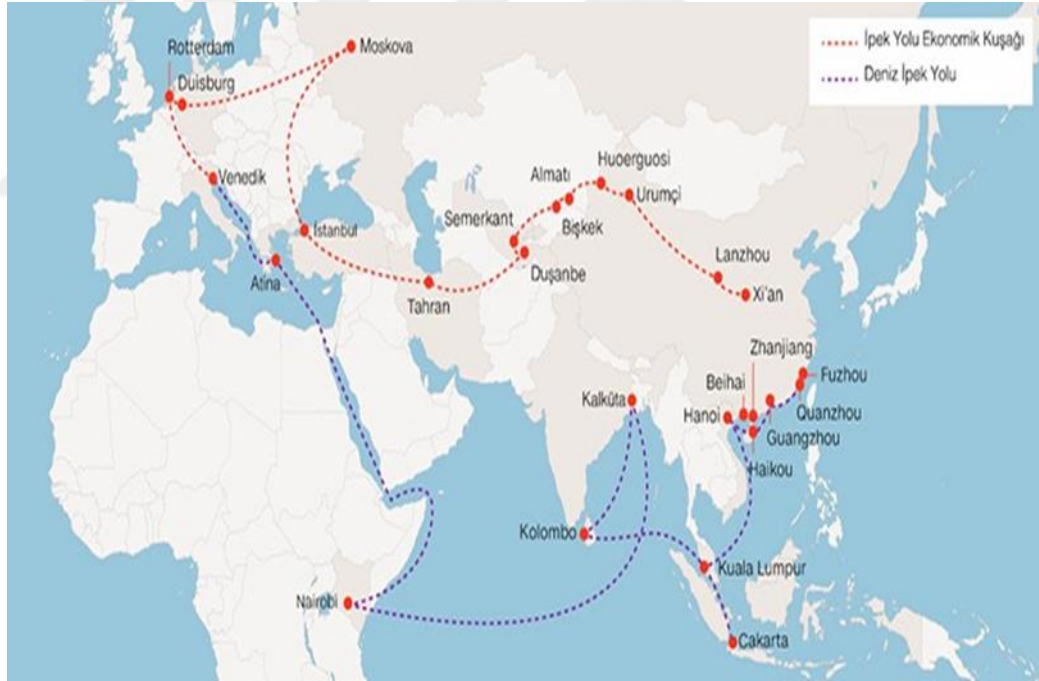 İpek Yolu Ekonomik Kuşağı
Deniz İpek Yolu
Rotterdam
Duisburg
Moskova
Venedik
İstanbul
Atina
Tahran
Semerkant
Duşanbe
Almatı
Bişkek
Huoerguosi
Urumçi
Lanzhou
Xi'an
Zhanjiang
Beihai
Fuzhou
Quanzhou
Guangzhou
Haikou
Hanoi
Kalküta
Kolombo
Kuala Lumpur
Nairobi
Cakarta